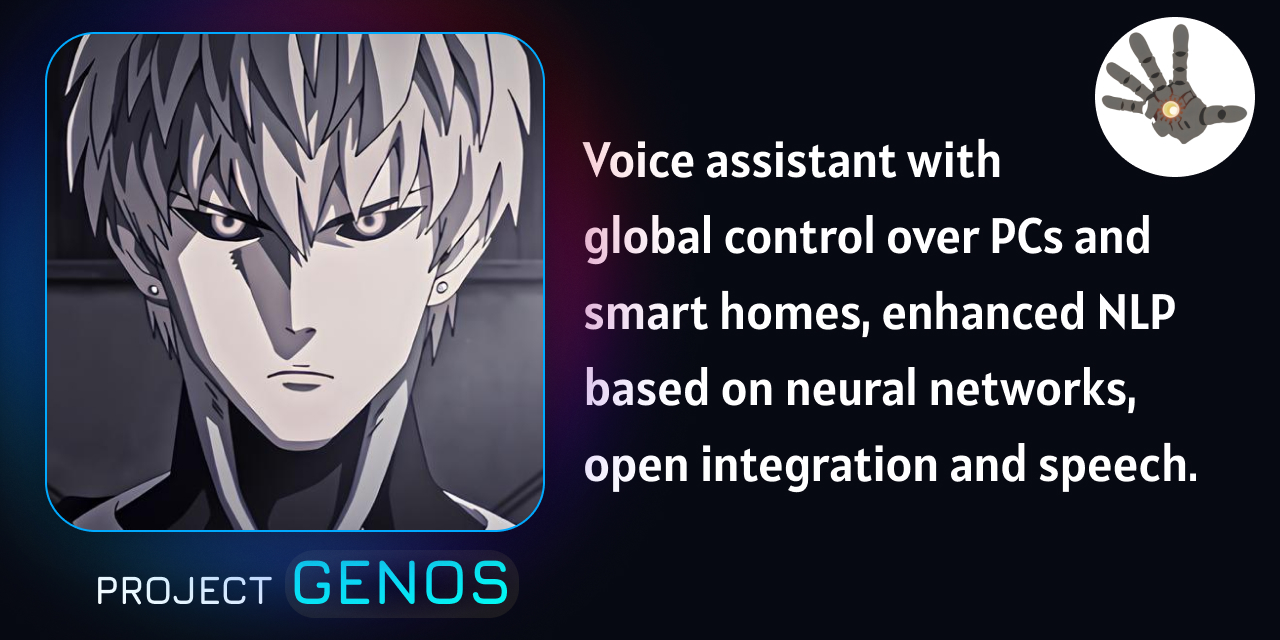 Voice assistant with
global control over PCs and
smart homes, enhanced NLP
based on neural networks,
open integration and speech.
PROJECT GENOS